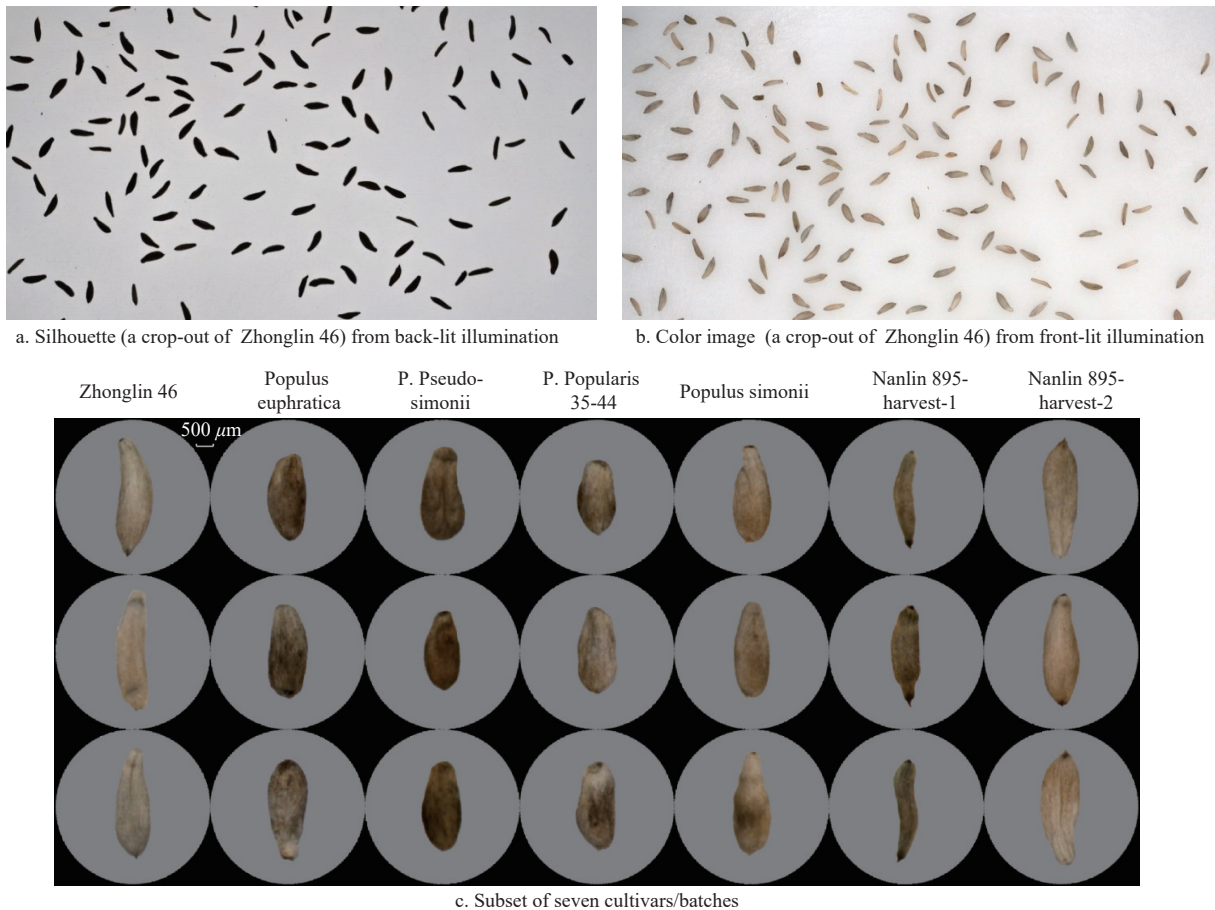 a. Silhouette (a crop-out of Zhonglin 46) from back-lit illumination
b. Color image (a crop-out of Zhonglin 46) from front-lit illumination
Zhonglin 46
Populus
euphratica
P. Pseudo-
simonii
P. Popularis
35-44
Populus simonii
Nanlin 895-
harvest-1
Nanlin 895-
harvest-2
500 μm
c. Subset of seven cultivars/batches